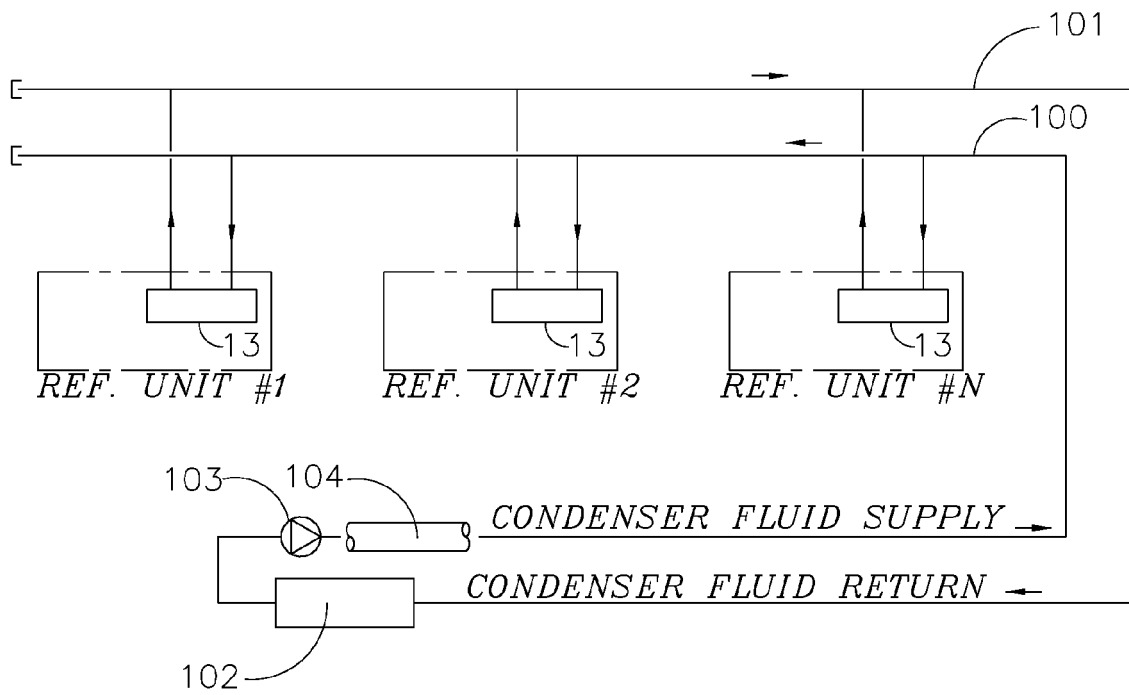 101
100
13 13 13
REF. UNIT #1 REF. UNIT #2 REF. UNIT #N
103 104
CONDENSER FLUID SUPPLY
CONDENSER FLUID RETURN
102